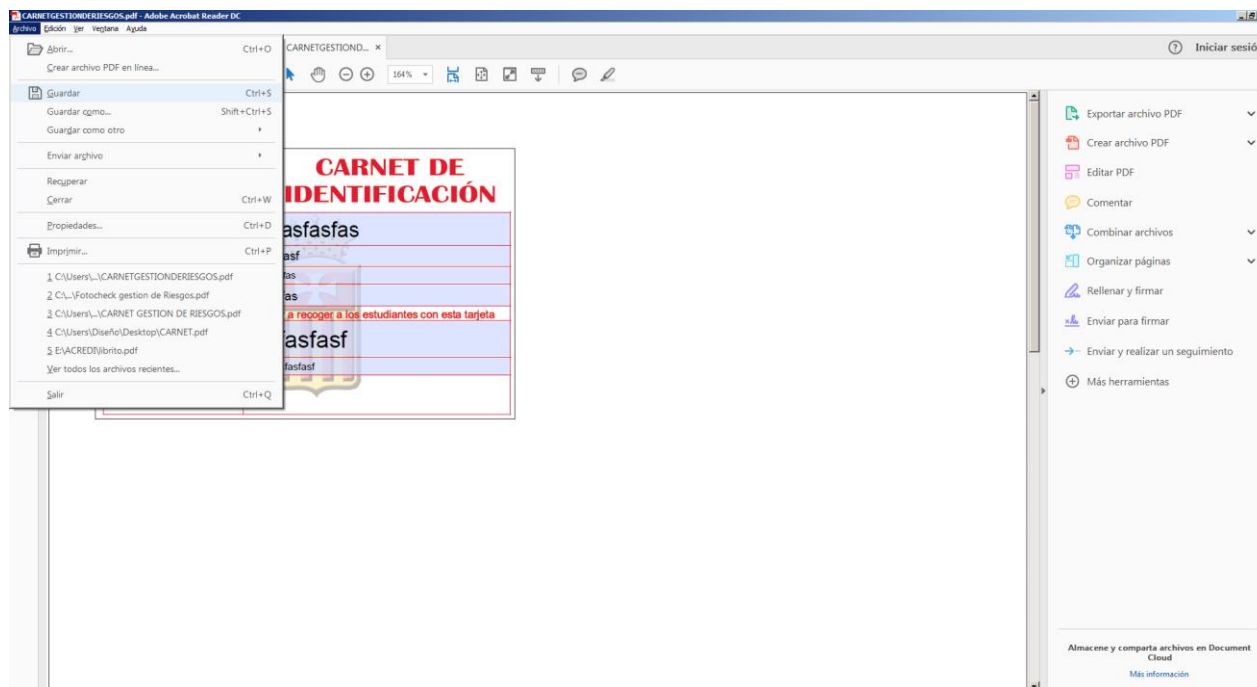 CARNETGESTIONDERIESGOS.pdf - Adobe Acrobat Reader DC
Archivo Edición Ver Ventana Ayuda
Abrir... Ctrl+O
Crear archivo PDF en línea...
Guardar Ctrl+S
Guardar como... Shift+Ctrl+S
Guardar como otro
Enviar archivo
Recuperar
Cerrar Ctrl+W
Propiedades... Ctrl+D
Imprimir... Ctrl+P
1 C:\Users\...\CARNETGESTIONDERIESGOS.pdf
2 C:\...\Fotocheck gestion de Riesgos.pdf
3 C:\Users\...\CARNET GESTION DE RIESGOS.pdf
4 C:\Users\Diseño\Desktop\CARNET.pdf
5 E:\ACREDI\librito.pdf
Ver todos los archivos recientes...
Salir Ctrl+Q
CARNETGESTIOND... ×
Iniciar sesió
164%
CARNET DE
IDENTIFICACIÓN
asfasfas
asf
fas
fas
a recoger a los estudiantes con esta tarjeta
fasfasf
Exportar archivo PDF
Crear archivo PDF
Editar PDF
Comentar
Combinar archivos
Organizar páginas
Rellenar y firmar
Enviar para firmar
Enviar y realizar un seguimiento
Más herramientas
Almacene y comparta archivos en Document
Cloud
Más información